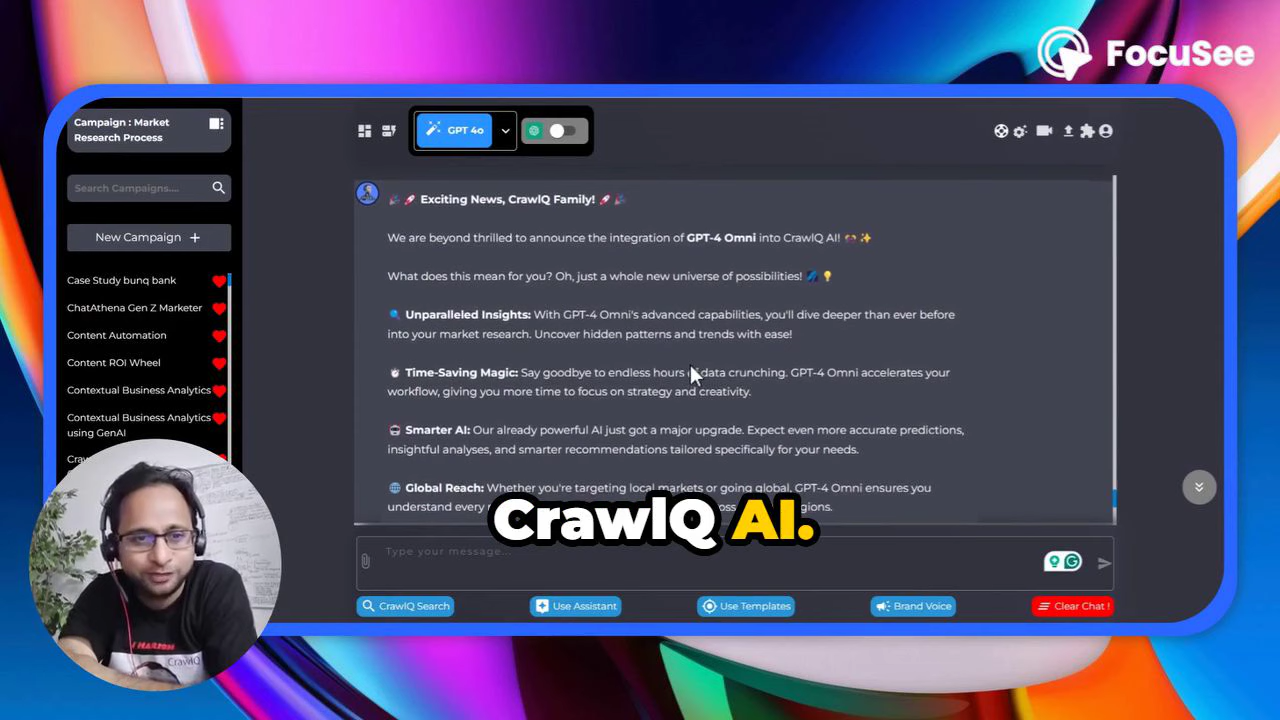 FocuSee
Campaign : Market
Research Process
GPT 4o
Search Campaigns....
New Campaign +
Case Study bunq bank
ChatAthena Gen Z Marketer
Content Automation
Content ROI Wheel
Contextual Business Analytics
Contextual Business Analytics
using GenAI
🎉 🚀 Exciting News, CrawlQ Family! 🚀 🎉
We are beyond thrilled to announce the integration of GPT-4 Omni into CrawlQ AI!
What does this mean for you? Oh, just a whole new universe of possibilities!
Unparalleled Insights: With GPT-4 Omni's advanced capabilities, you'll dive deeper than ever before
into your market research. Uncover hidden patterns and trends with ease!
Time-Saving Magic: Say goodbye to endless hours data crunching. GPT-4 Omni accelerates your
workflow, giving you more time to focus on strategy and creativity.
Smarter AI: Our already powerful AI just got a major upgrade. Expect even more accurate predictions,
insightful analyses, and smarter recommendations tailored specifically for your needs.
Global Reach: Whether you're targeting local markets or going global, GPT-4 Omni ensures you
understand every
CrawlQ AI.
Type your message...
CrawlQ Search
Use Assistant
Use Templates
Brand Voice
Clear Chat !
CrawlQ